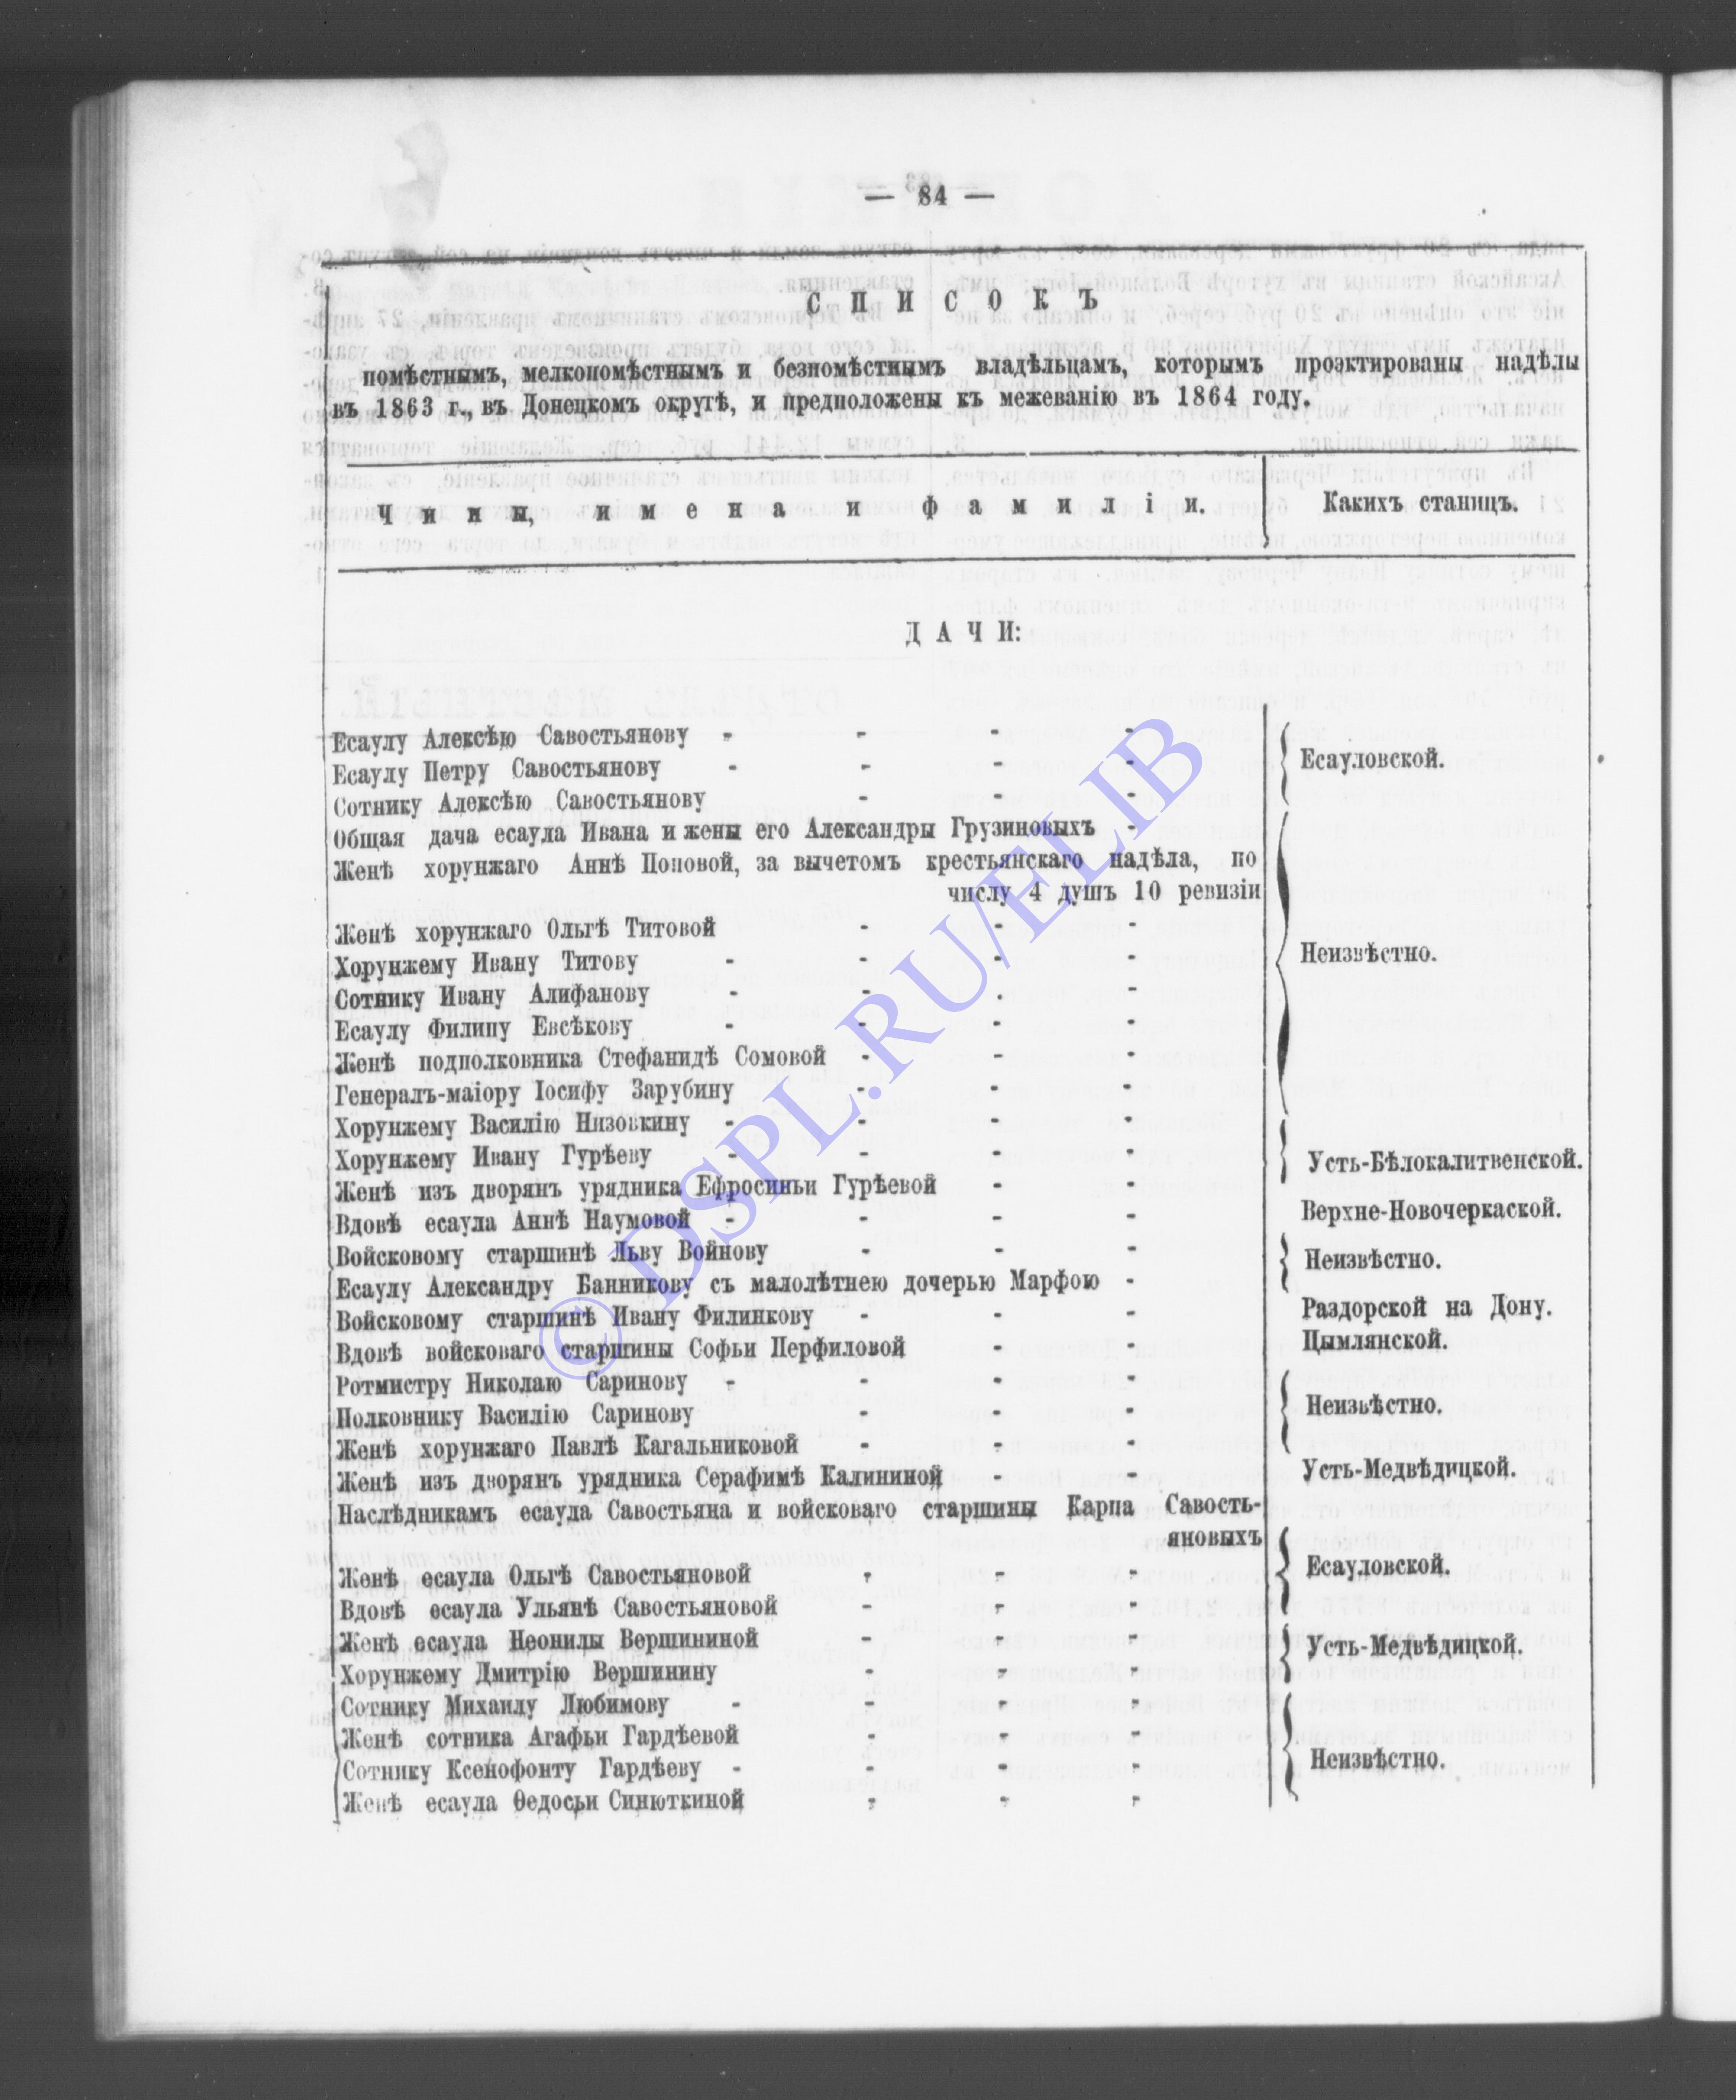 — 84 —
СПИСОКЪ
помѣстнымъ, мелкопомѣстнымъ и безпомѣстнымъ владѣльцамъ, которымъ проэктированы надѣлы
въ 1863 г., въ Донецкомъ округѣ, и предположены къ межеванію въ 1864 году.
Чины, имена и фамиліи. Какихъ станицъ.
ДАЧИ:
Есаулу Алексѣю Савостьянову - - - -
Есаулу Петру Савостьянову - - - - Есауловской.
Сотнику Алексѣю Савостьянову - - -
Общая дача есаула Ивана и жены его Александры Грузиновыхъ -
Женѣ хорунжаго Аннѣ Поповой, за вычетомъ крестьянскаго надѣла, по
числу 4 душъ 10 ревизіи
Женѣ хорунжаго Ольгѣ Титовой - - -
Хорунжему Ивану Титову - - - - Неизвѣстно.
Сотнику Ивану Алифанову - - - -
Есаулу Филипу Евсѣкову - - - -
Женѣ подполковника Стефанидѣ Сомовой - - -
Генералъ-маіору Іосифу Зарубину - - -
Хорунжему Василію Низовкину - - - -
Хорунжему Ивану Гурѣеву - - - - Усть-Бѣлокалитвенской.
Женѣ изъ дворянъ урядника Ефросиньи Гурѣевой - -
Вдовѣ есаула Аннѣ Наумовой - - - - Верхне-Новочеркаской.
Войсковому старшинѣ Льву Войнову - - - Неизвѣстно.
Есаулу Александру Банникову съ малолѣтнею дочерью Марфою -
Войсковому старшинѣ Ивану Филинкову - - - Раздорской на Дону.
Вдовѣ войсковаго старшины Софьи Перфиловой - - Цымлянской.
Ротмистру Николаю Саринову - - - -
Полковнику Василію Саринову - - - Неизвѣстно.
Женѣ хорунжаго Павлѣ Кагальниковой - - -
Женѣ изъ дворянъ урядника Серафимѣ Калининой - - Усть-Медвѣдицкой.
Наслѣдникамъ есаула Савостьяна и войсковаго старшины Карпа Савость-
яновыхъ
Женѣ есаула Ольгѣ Савостьяновой - - - Есауловской.
Вдовѣ есаула Ульянѣ Савостьяновой - - -
Женѣ есаула Неонилы Вершининой - - - Усть-Медвѣдицкой.
Хорунжему Дмитрію Вершинину - - -
Сотнику Михаилу Любимову - - - -
Женѣ сотника Агафьи Гардѣевой - - -
Сотнику Ксенофонту Гардѣеву - - - - Неизвѣстно.
Женѣ есаула Ѳедосьи Синюткиной - - -
© DSPL.RU/ELIB